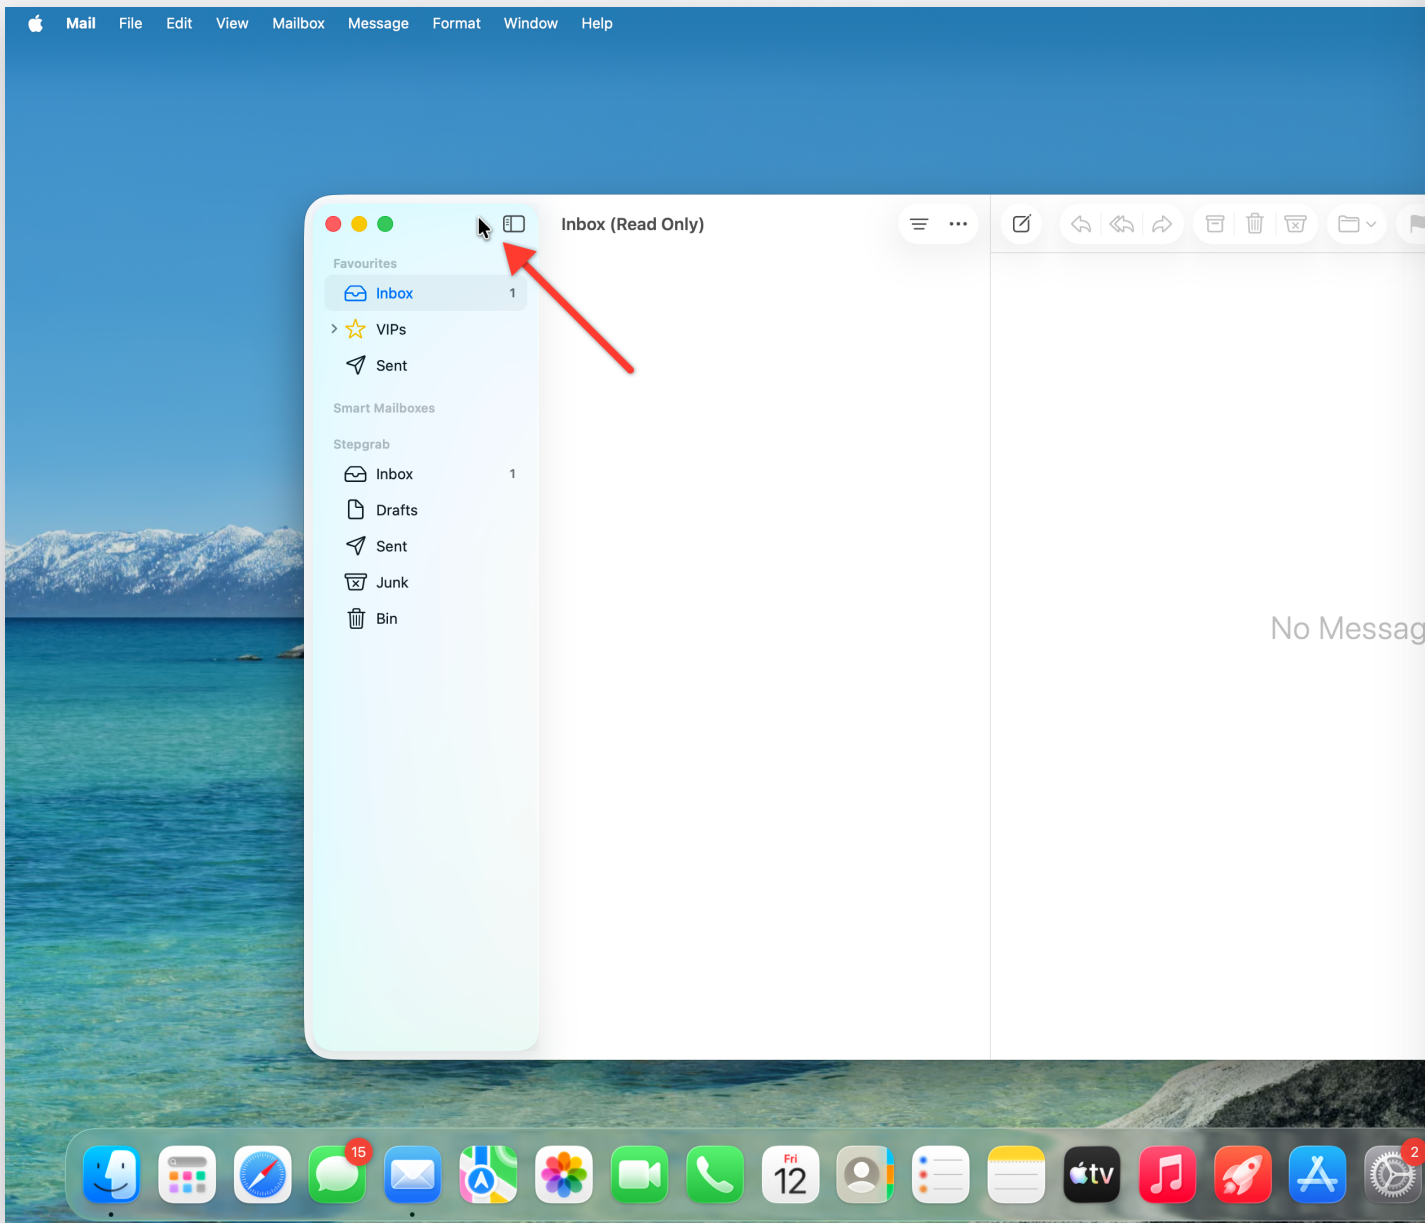 Mail File Edit View Mailbox Message Format Window Help
Inbox (Read Only)
Favourites
Inbox 1
VIPs
Sent
Smart Mailboxes
Stepgrab
Inbox 1
Drafts
Sent
Junk
Bin
No Messag
15
Fri
12
tv
2